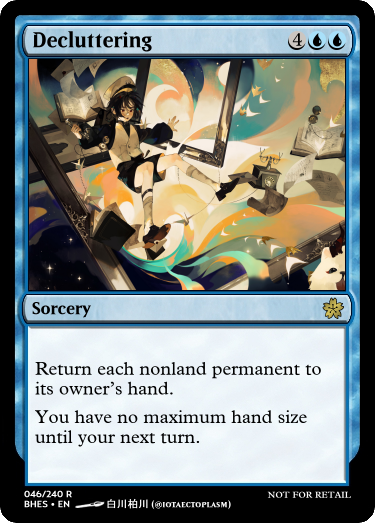 Decluttering 4
Sorcery
Return each nonland permanent to
its owner's hand.
You have no maximum hand size
until your next turn.
046/240 R
BHES • EN 白川柏川 (@IOTAECTOPLASM)
NOT FOR RETAIL